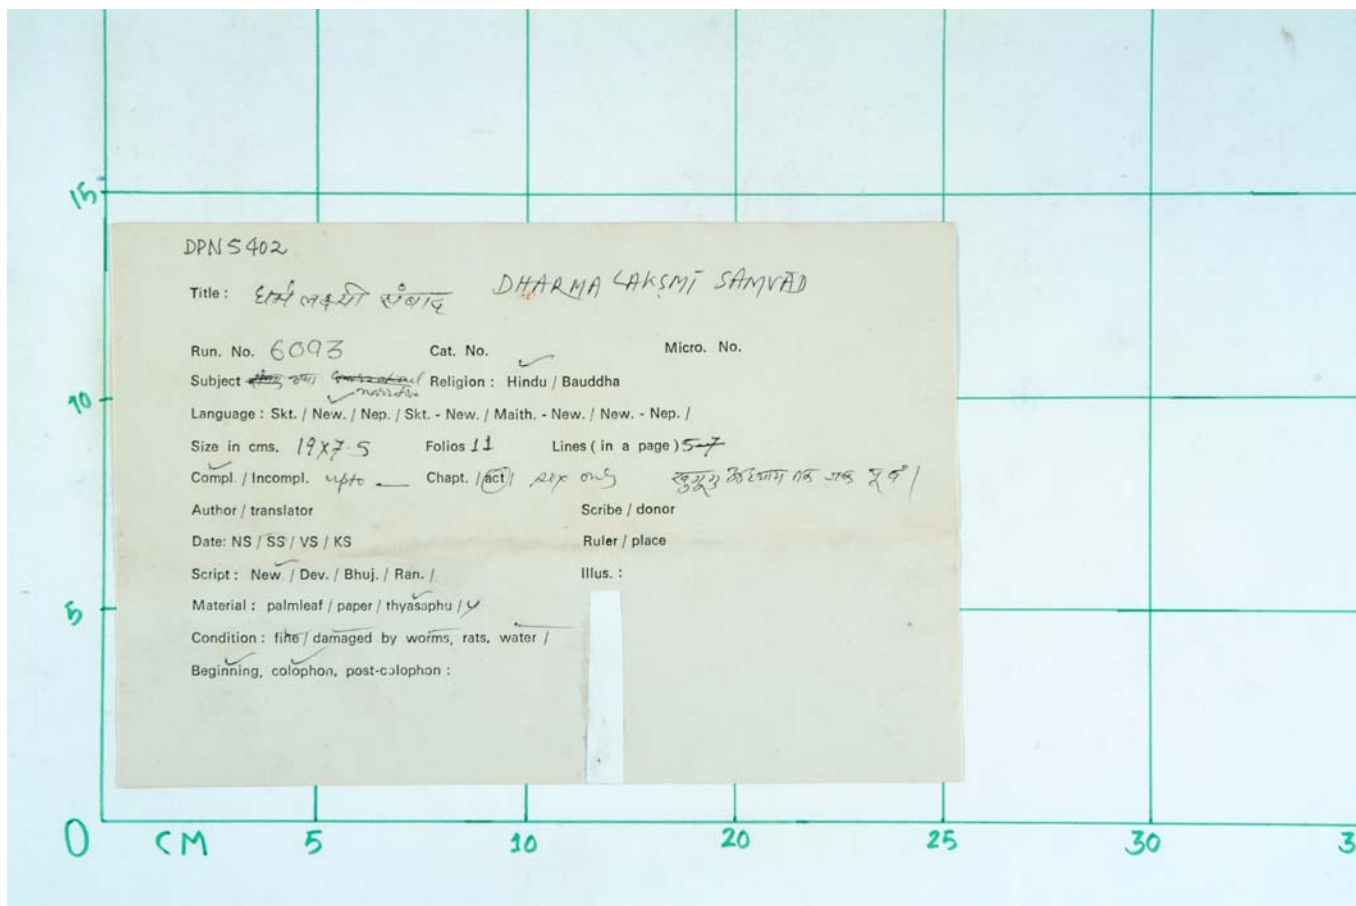 DPN 5402
Title : धर्म लक्ष्मी संवाद DHARMA LAKSMI SAMVAD
Run. No. 6093 Cat. No. Micro. No.
Subject narrative Religion : Hindu / Bauddha
Language : Skt. / New. / Nep. / Skt. - New. / Maith. - New. / New. - Nep. /
Size in cms. 19x7.5 Folios 11 Lines ( in a page ) 5-7
Compl. / Incompl. upto Chapt. / act / six only
Author / translator Scribe / donor
Date: NS / SS / VS / KS Ruler / place
Script : New / Dev. / Bhuj. / Ran. / Illus. :
Material : palmleaf / paper / thyasaphu /
Condition : fine / damaged by worms, rats, water /
Beginning, colophon, post-colophon :
15
10
5
0 CM 5 10 20 25 30 3